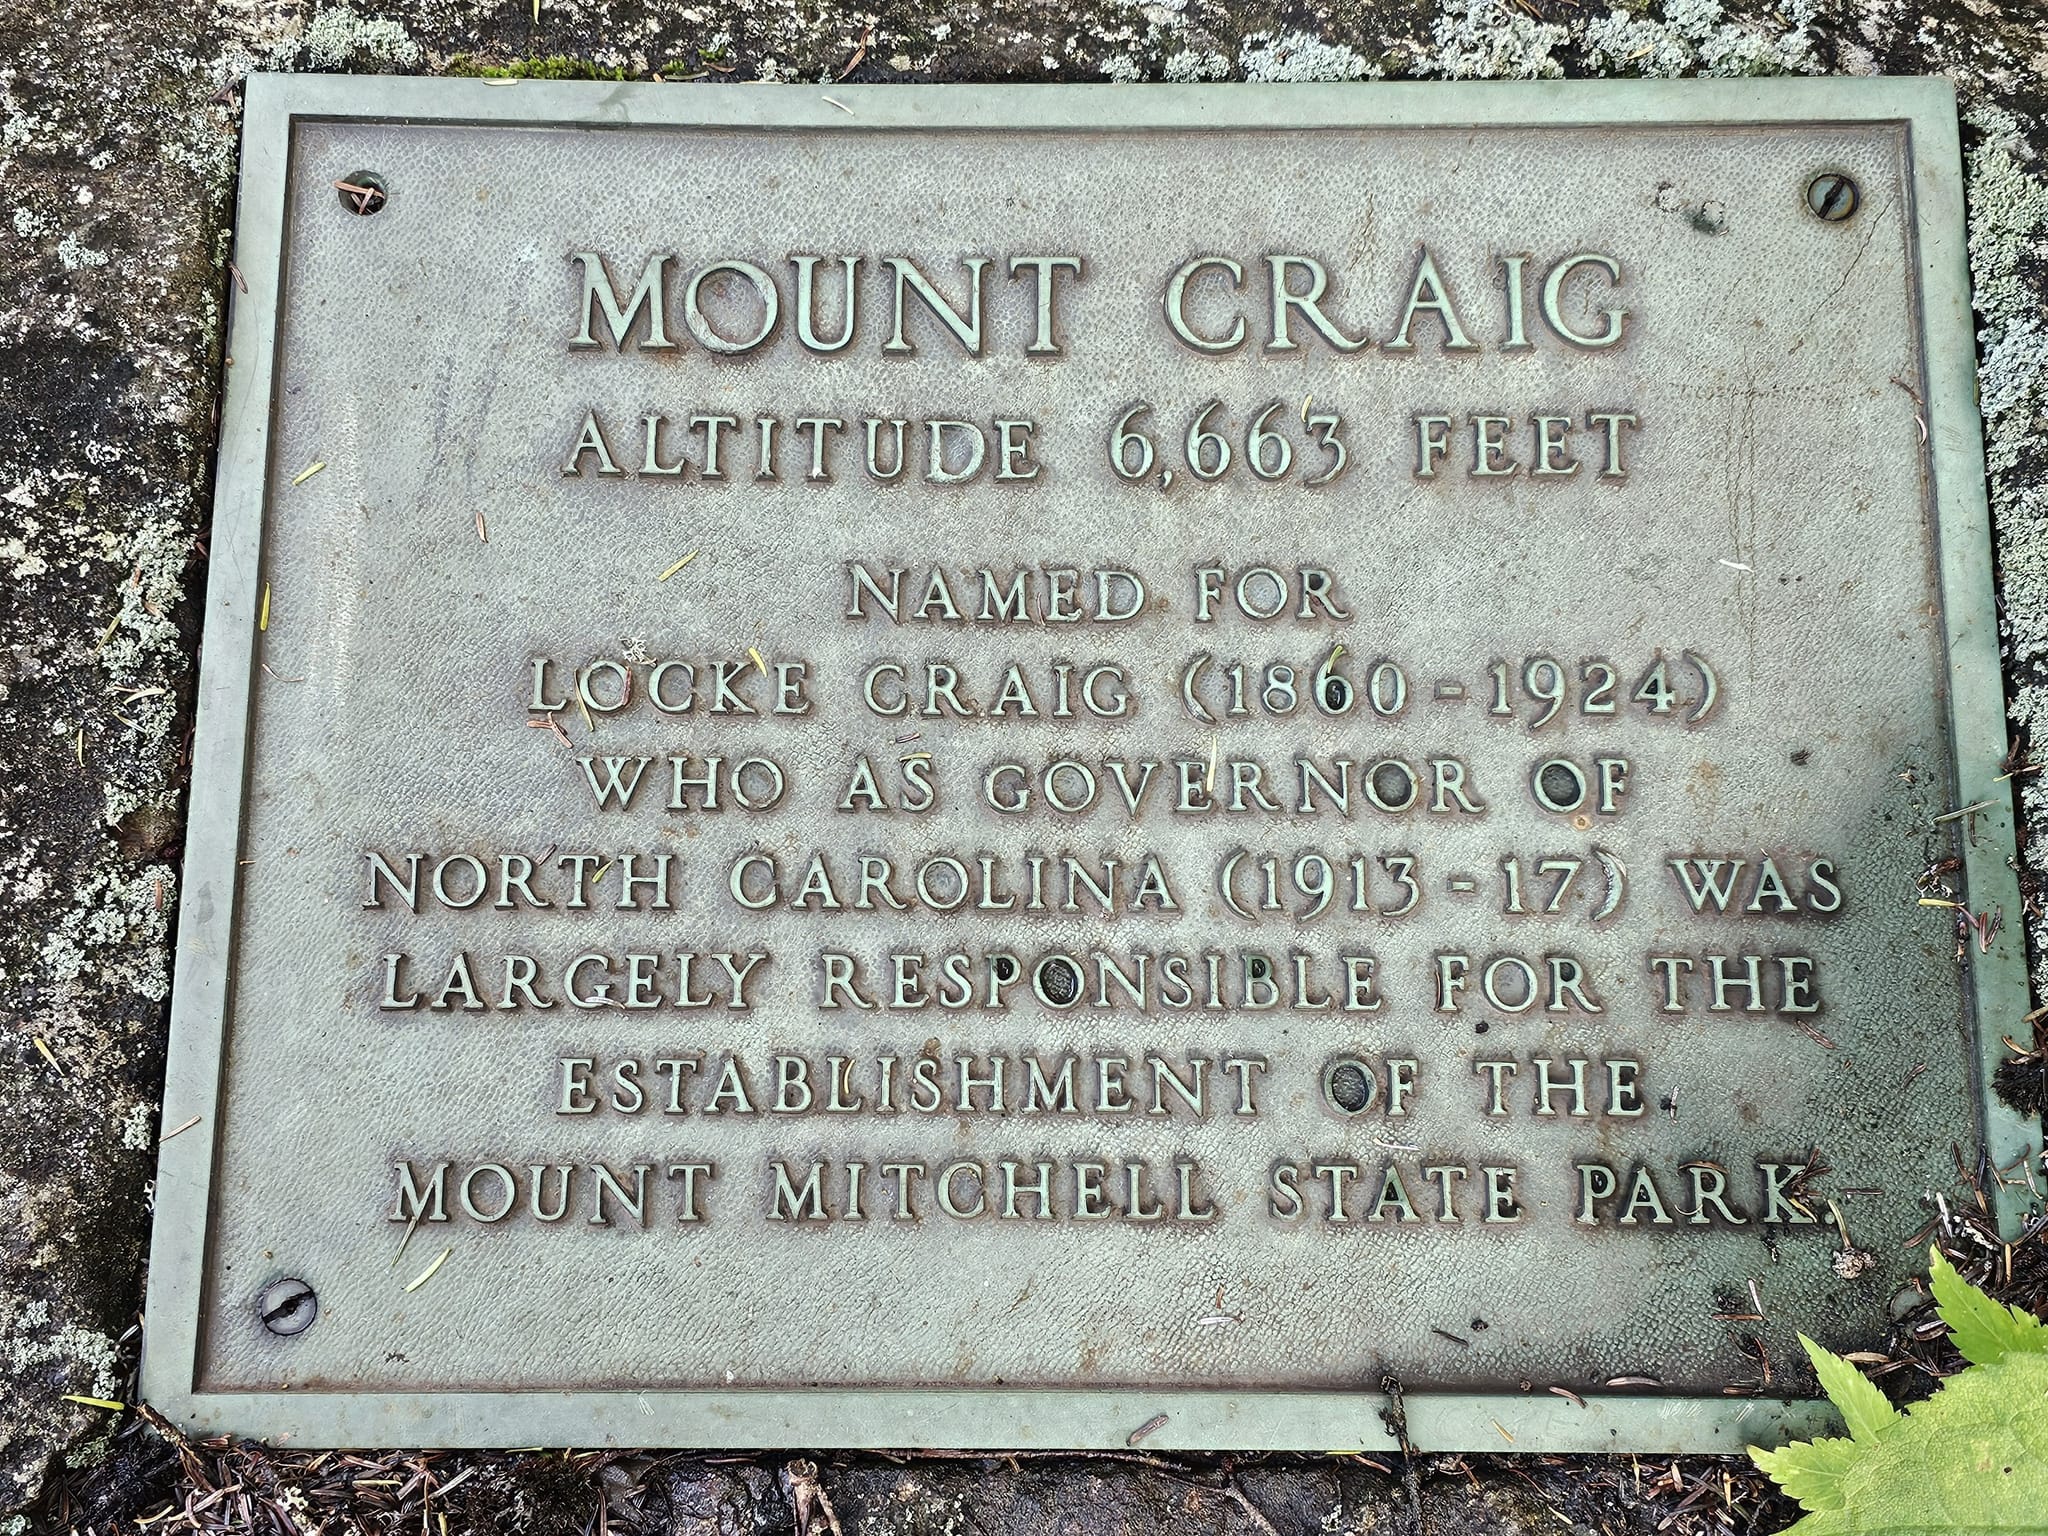 MOUNT CRAIG
ALTITUDE 6,663 FEET
NAMED FOR
LOCKE CRAIG (1860-1924)
WHO AS GOVERNOR OF
NORTH CAROLINA (1913-17) WAS
LARGELY RESPONSIBLE FOR THE
ESTABLISHMENT OF THE
MOUNT MITCHELL STATE PARK.